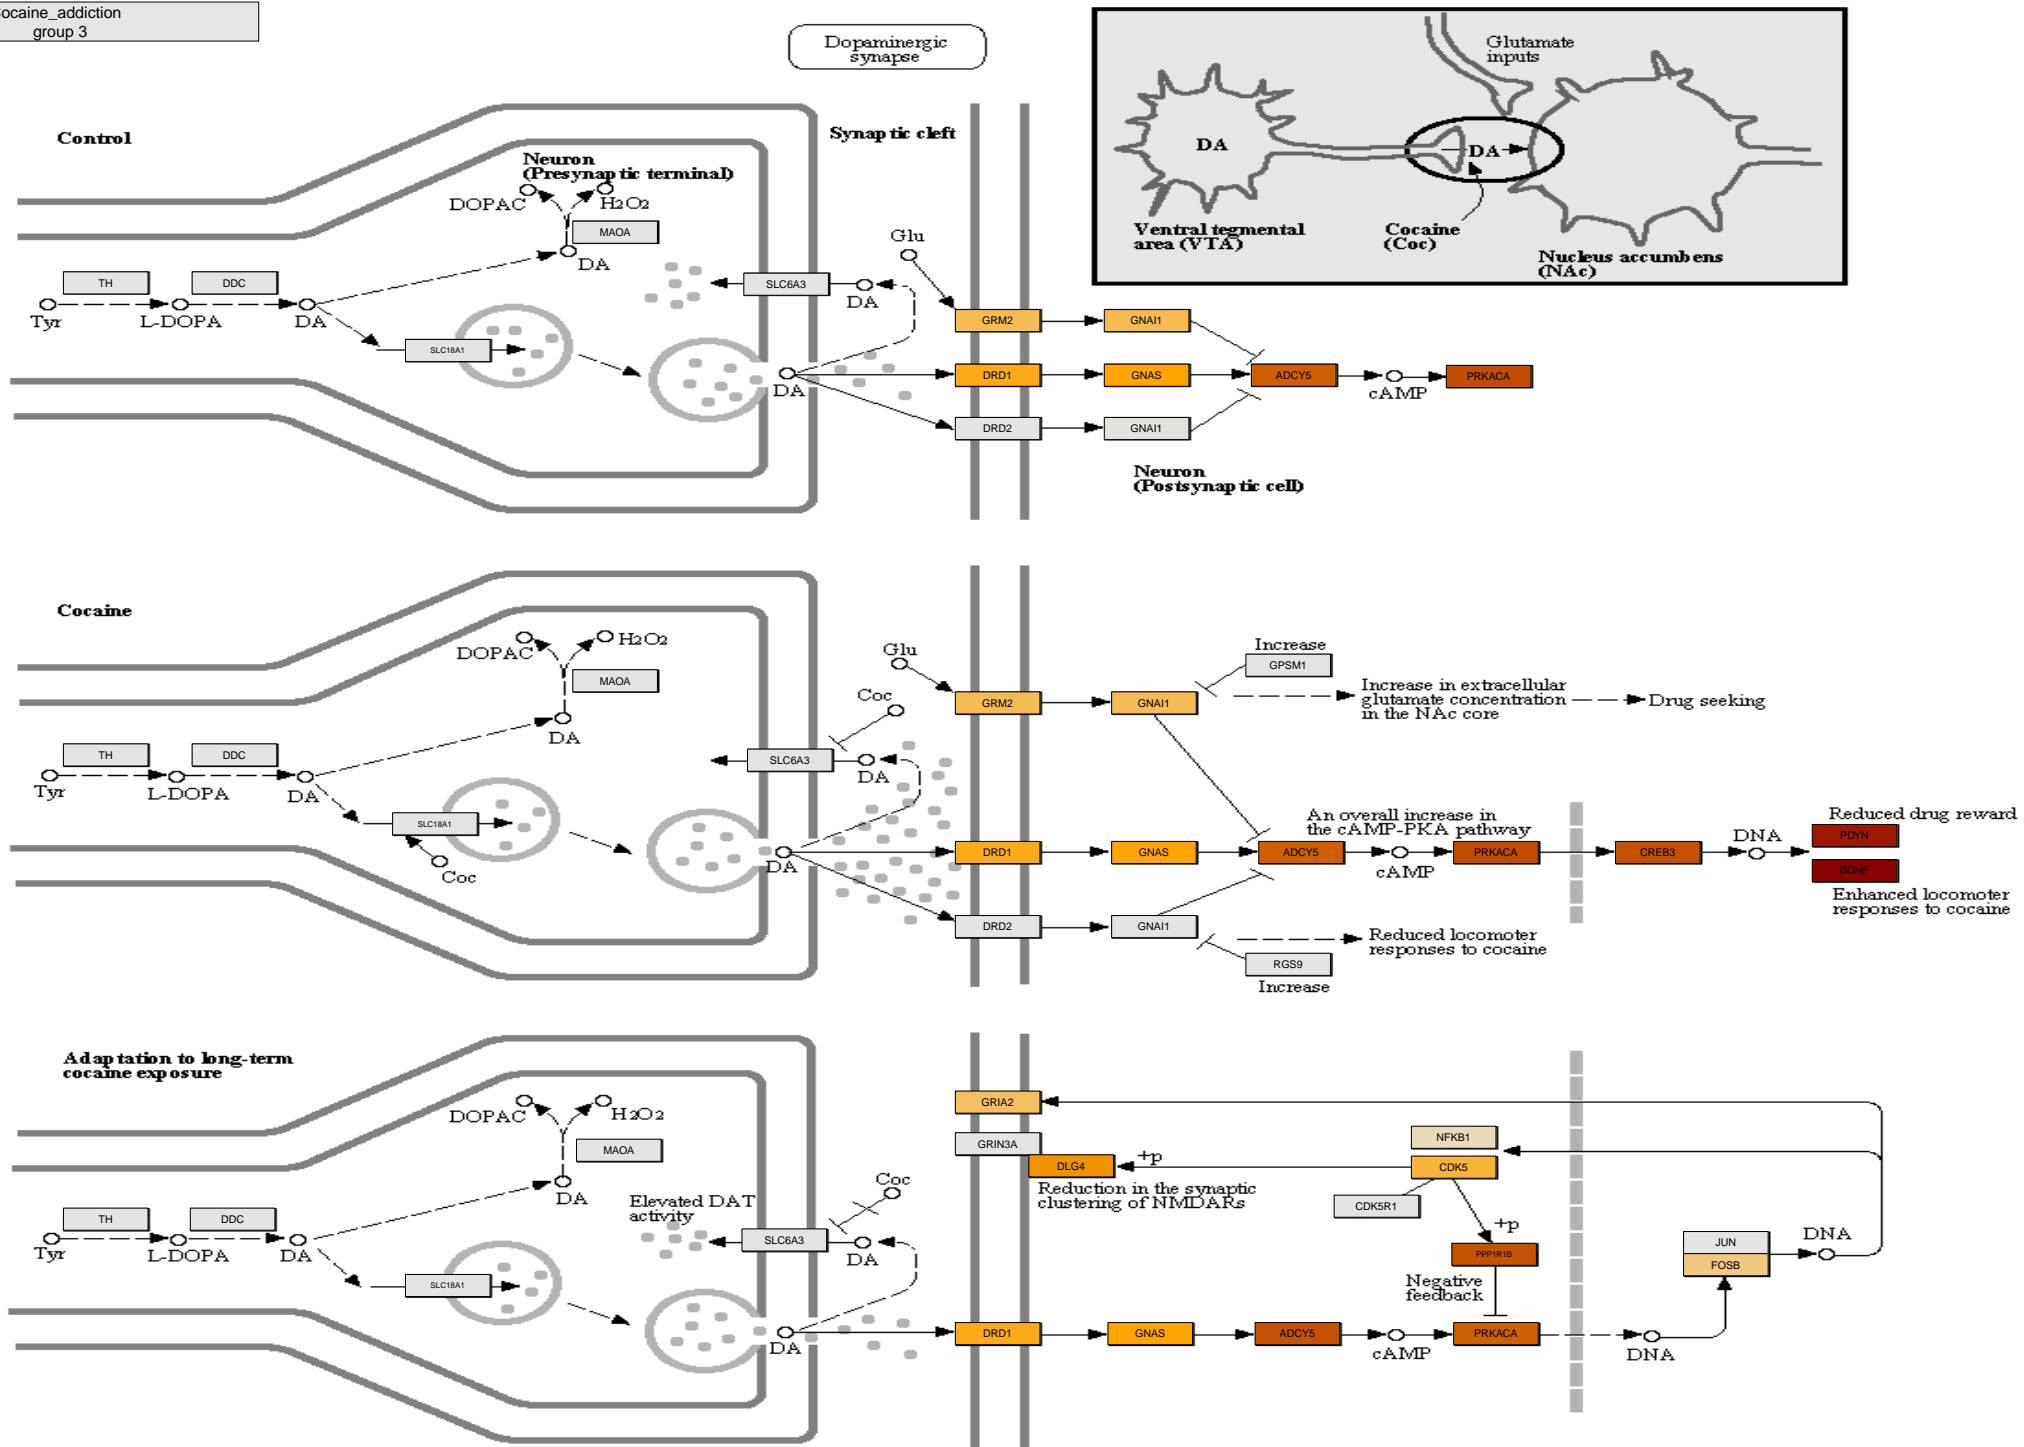 Cocaine_addiction
group 3
Dopaminergic
synapse
Glutamate
inputs
DA
DA
Ventral tegmental
area (VTA)
Cocaine
(Coc)
Nucleus accumbens
(NAc)
Control
Synaptic cleft
Neuron
(Presynaptic terminal)
DOPAC
H2O2
MAOA
DA
Glu
TH
DDC
SLC6A3
DA
Tyr
L-DOPA
DA
SLC18A1
DA
GRM2
GNAI1
DRD1
GNAS
ADCY5
cAMP
PRKACA
DRD2
GNAI1
Neuron
(Postsynaptic cell)
Cocaine
DOPAC
H2O2
MAOA
DA
Glu
Coc
TH
DDC
SLC6A3
DA
Tyr
L-DOPA
DA
SLC18A1
Coc
DA
GRM2
GNAI1
Increase
GPSM1
Increase in extracellular
glutamate concentration
in the NAc core
Drug seeking
An overall increase in
the cAMP-PKA pathway
DRD1
GNAS
ADCY5
cAMP
PRKACA
CREB3
DNA
Reduced drug reward
PDYN
BDNF
Enhanced locomoter
responses to cocaine
DRD2
GNAI1
Reduced locomoter
responses to cocaine
RGS9
Increase
Adaptation to long-term
cocaine exposure
DOPAC
H2O2
MAOA
DA
Elevated DAT
activity
Coc
TH
DDC
SLC6A3
DA
Tyr
L-DOPA
DA
SLC18A1
DA
GRIA2
GRIN3A
DLG4
+p
Reduction in the synaptic
clustering of NMDARs
NFKB1
CDK5
CDK5R1
+p
PPP1R1B
Negative
feedback
JUN
FOSB
DNA
DRD1
GNAS
ADCY5
cAMP
PRKACA
DNA